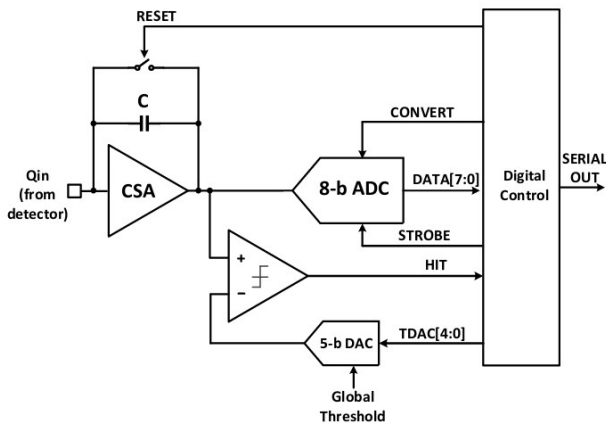 RESET
C
CONVERT
Qin
(from
detector)
CSA
8-b ADC
DATA[7:0]
Digital
Control
SERIAL
OUT
STROBE
+
HIT
−
5-b DAC
TDAC[4:0]
Global
Threshold